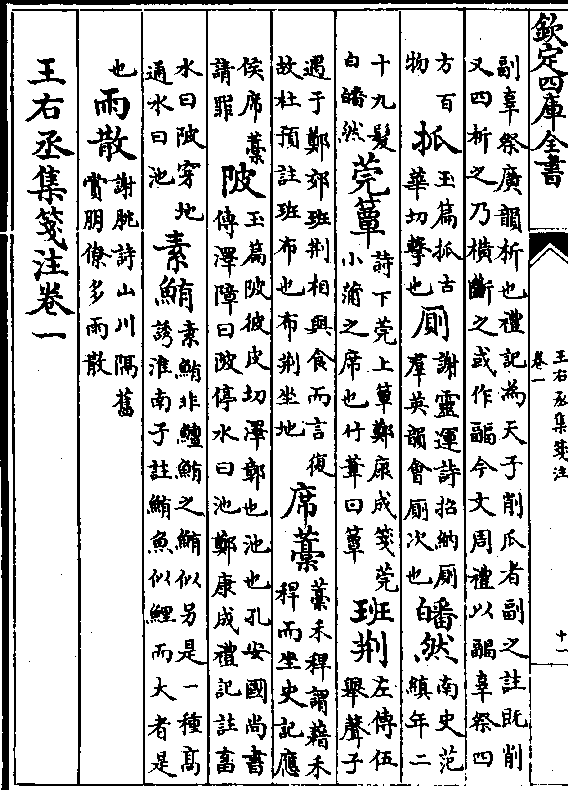 欽定四庫全書
王右丞集箋注
卷一
十一
副辜祭廣韻析也禮記為天子削瓜者副之註既削
又四析之乃橫斷之或作疈今文周禮以疈辜祭四
方百
物
抓
玉篇抓古
華切擊也
厠
謝靈運詩招納厠
羣英韻會厠次也
皤然
南史范
縝年二
十九髮
白皤然
莞簟
詩下莞上簟鄭康成箋莞
小蒲之席也竹葦曰簟
班荆
左傳伍
舉聲子
遇于鄭郊班荆相與食而言復
故杜預註班布也布荆坐地
席藳
藳禾稈謂藉禾
稈而坐史記應
侯席藳
請罪
陂
玉篇陂彼皮切澤鄣也池也孔安國尚書
傳澤障曰陂停水曰池鄭康成禮記註畜
水曰陂穿地
通水曰池
素鮪
素鮪非鱣鮪之鮪似另是一種髙
誘淮南子註鮪魚似鯉而大者是
也
雨散
謝朓詩山川隔舊
賞朋僚多雨散
王右丞集箋注卷一